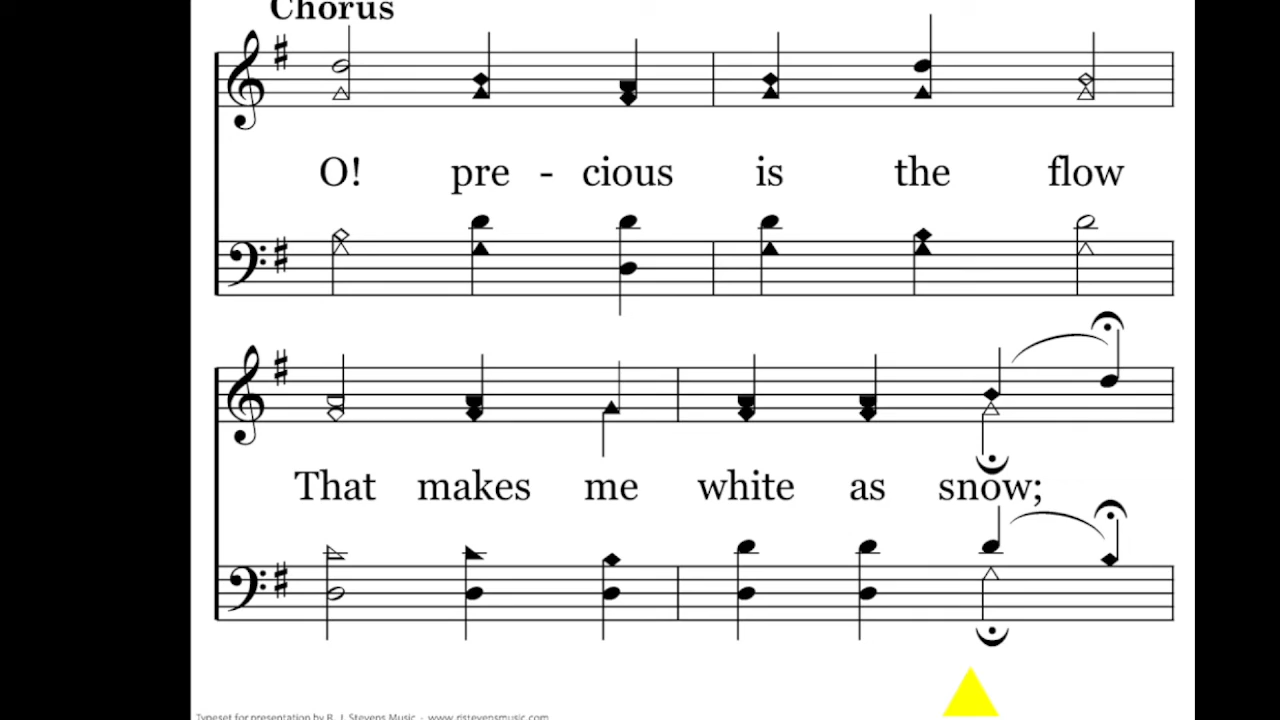 Chorus
O! pre - cious is the flow
That makes me white as snow;
Typeset for presentation by R. J. Stevens Music - www.rjstevensmusic.com